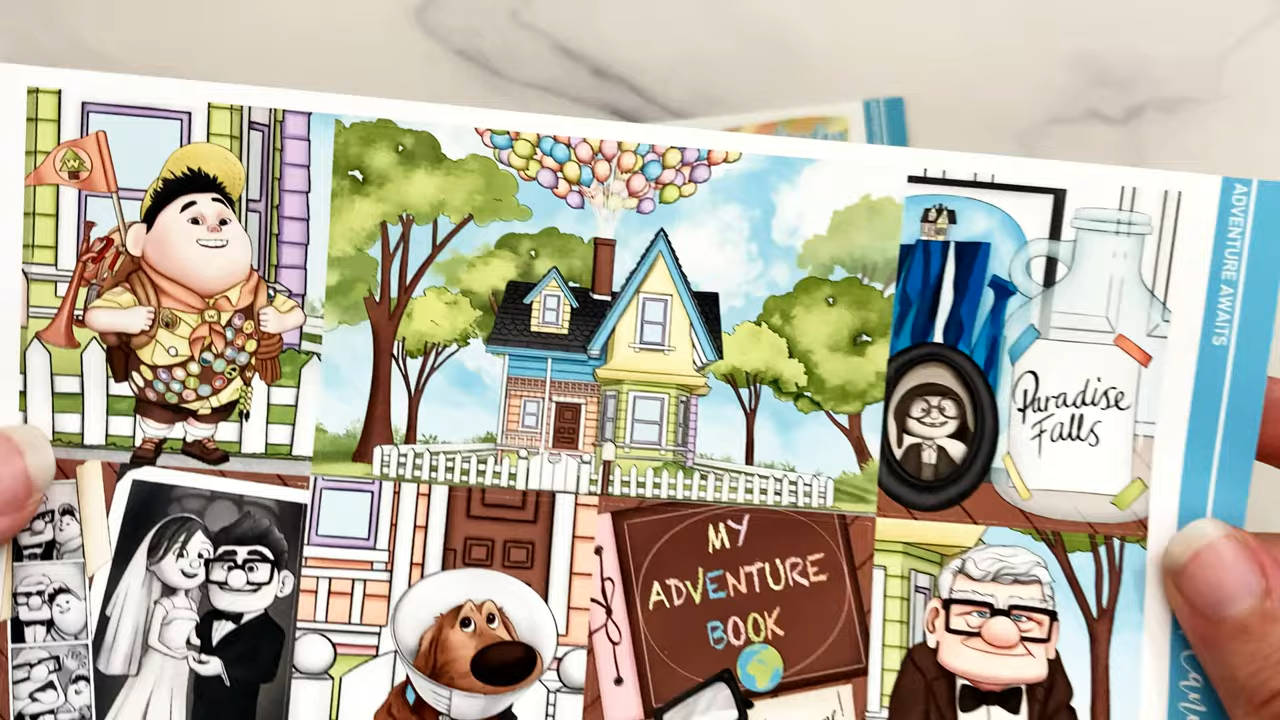 ADVENTURE AWAITS
W
W
Paradise
Falls
MY
ADVENTURE
BOOK